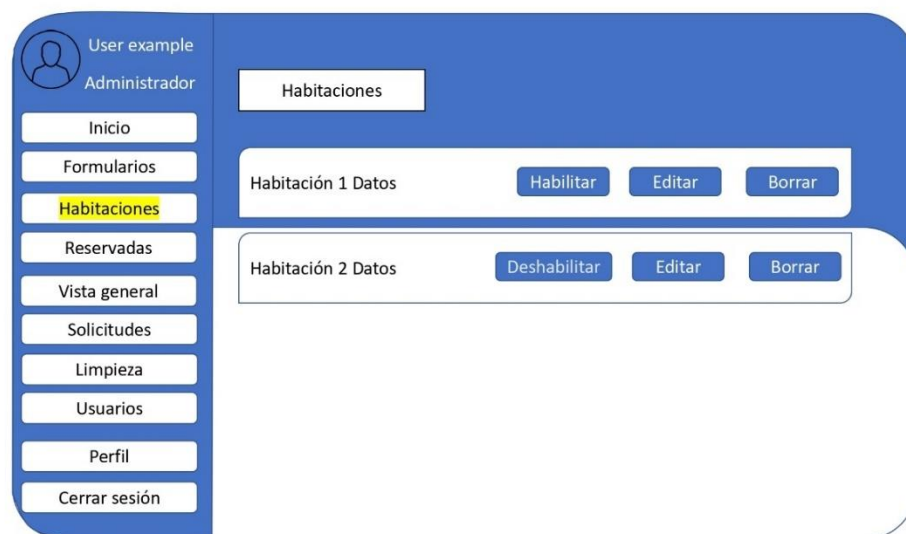 User example
Administrador
Inicio
Formularios
Habitaciones
Reservadas
Vista general
Solicitudes
Limpieza
Usuarios
Perfil
Cerrar sesión
Habitaciones
Habitación 1 Datos Habilitar Editar Borrar
Habitación 2 Datos Deshabilitar Editar Borrar